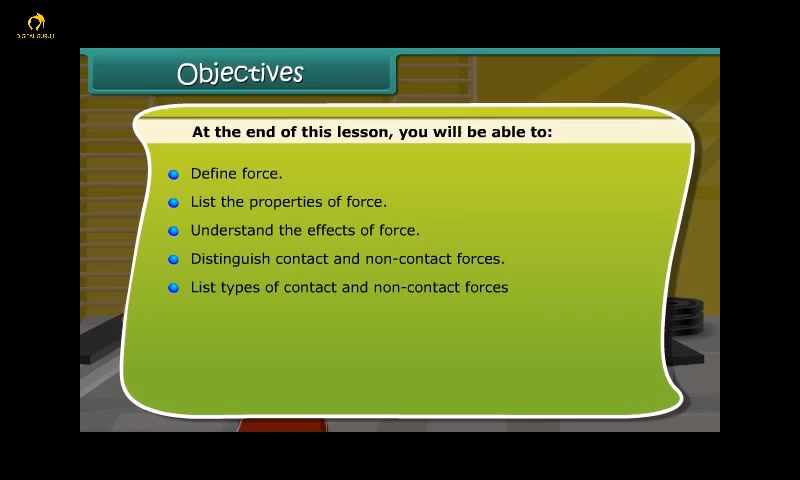 DIGITAL GURUJI
Objectives
At the end of this lesson, you will be able to:
Define force.
List the properties of force.
Understand the effects of force.
Distinguish contact and non-contact forces.
List types of contact and non-contact forces